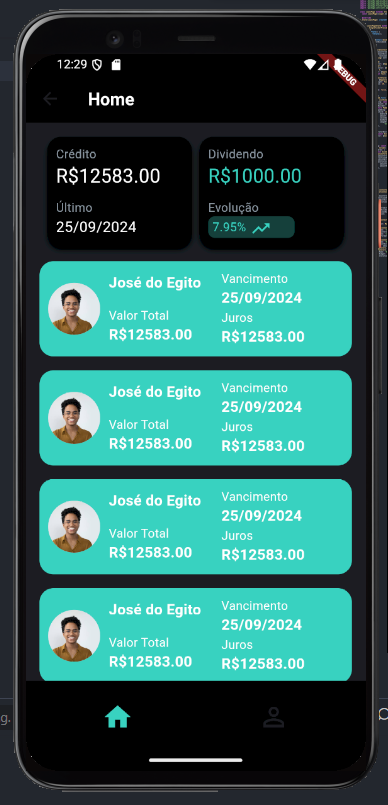 12:29
DEBUG
Home
Crédito
R$12583.00
Último
25/09/2024
Dividendo
R$1000.00
Evolução
7.95%
José do Egito
Valor Total
R$12583.00
Vancimento
25/09/2024
Juros
R$12583.00
José do Egito
Valor Total
R$12583.00
Vancimento
25/09/2024
Juros
R$12583.00
José do Egito
Valor Total
R$12583.00
Vancimento
25/09/2024
Juros
R$12583.00
José do Egito
Valor Total
R$12583.00
Vancimento
25/09/2024
Juros
R$12583.00
g.